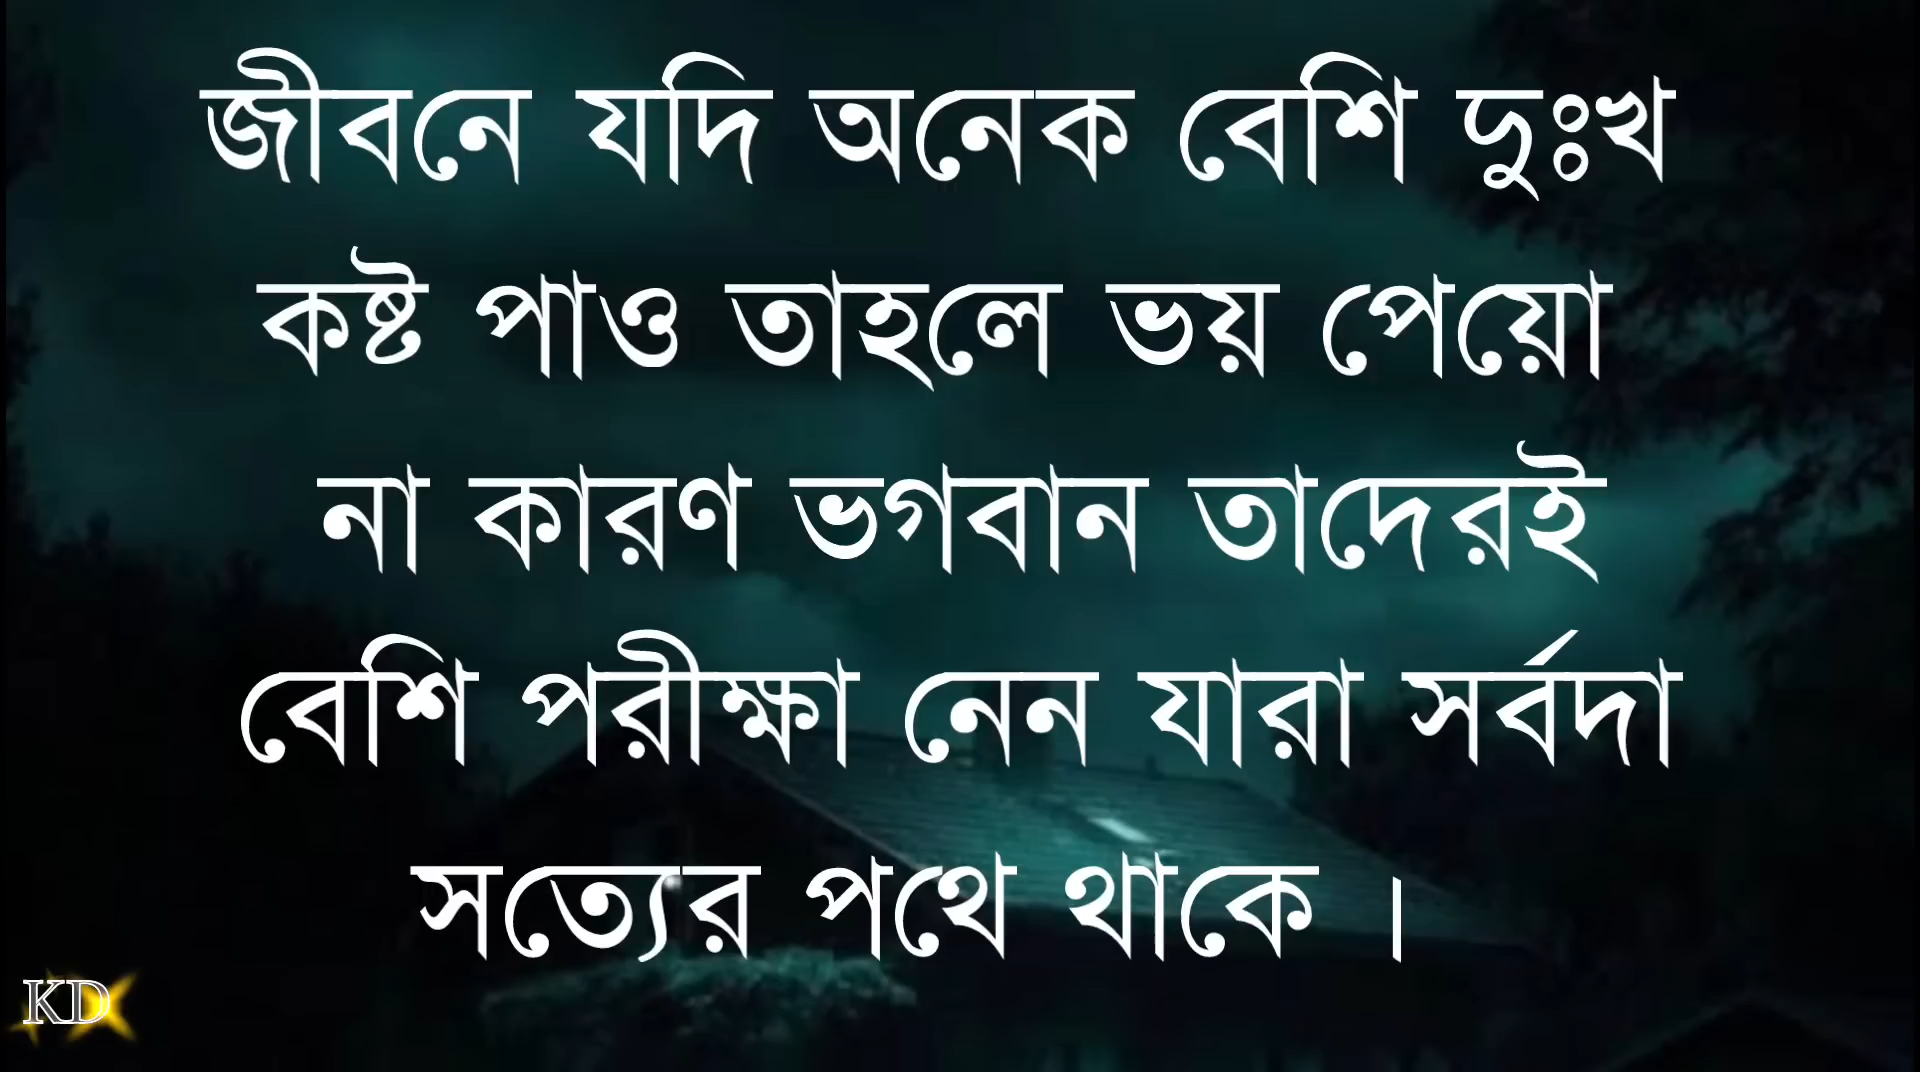 জীবনে যদি অনেক বেশি দুঃখ
কষ্ট পাও তাহলে ভয় পেয়ো
না কারণ ভগবান তাদেরই
বেশি পরীক্ষা নেন যারা সর্বদা
সত্যের পথে থাকে ।
KD